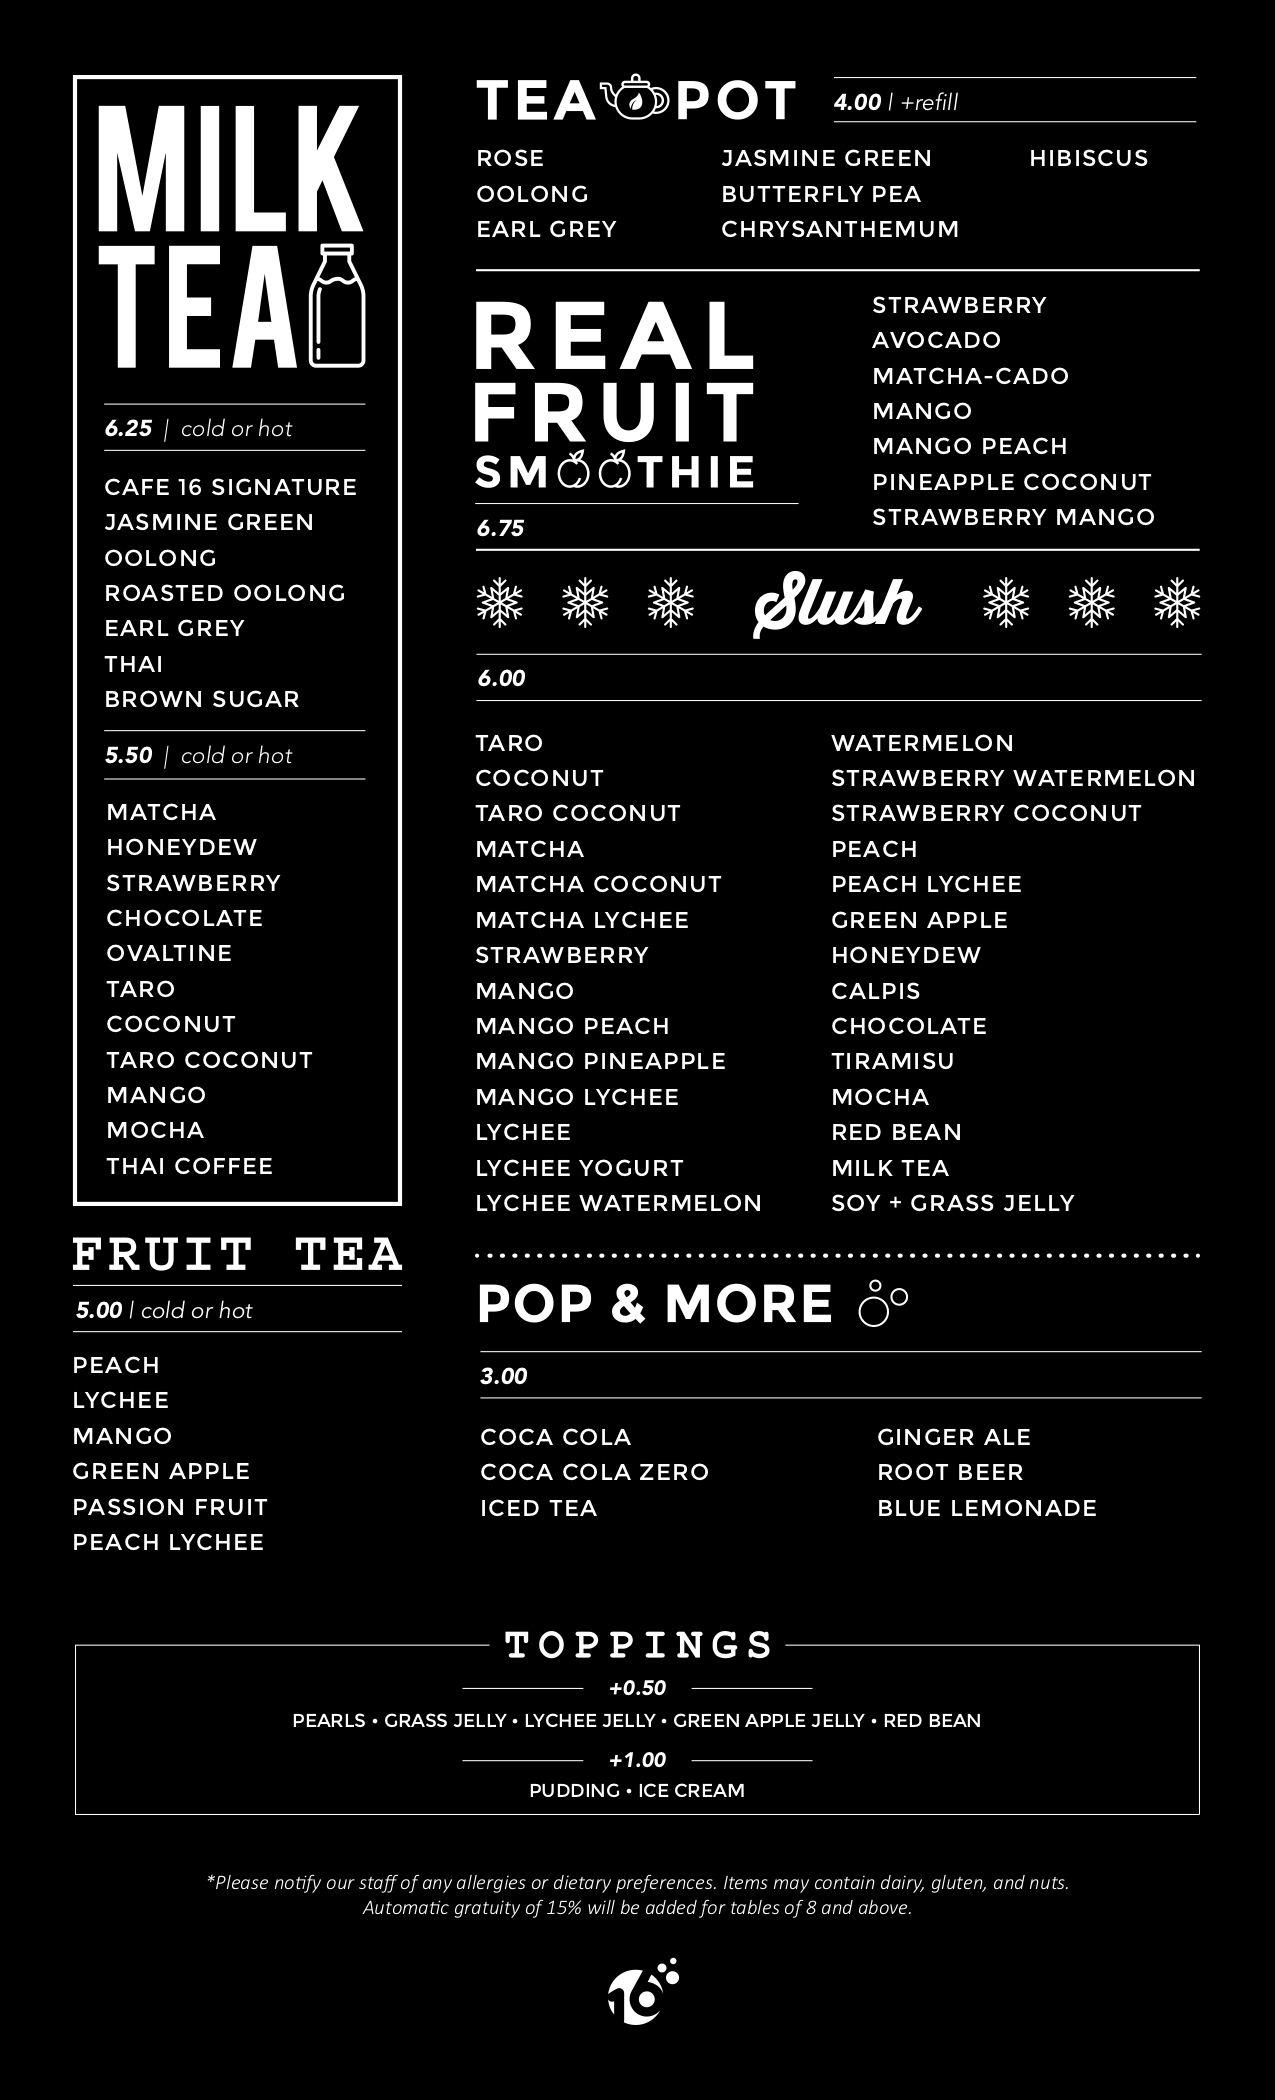 MILK
TEA
6.25 | cold or hot
CAFE 16 SIGNATURE
JASMINE GREEN
OOLONG
ROASTED OOLONG
EARL GREY
THAI
BROWN SUGAR
5.50 | cold or hot
MATCHA
HONEYDEW
STRAWBERRY
CHOCOLATE
OVALTINE
TARO
COCONUT
TARO COCONUT
MANGO
MOCHA
THAI COFFEE
FRUIT TEA
5.00 | cold or hot
PEACH
LYCHEE
MANGO
GREEN APPLE
PASSION FRUIT
PEACH LYCHEE
TEA POT
4.00 | +refill
ROSE
OOLONG
EARL GREY
JASMINE GREEN
BUTTERFLY PEA
CHRYSANTHEMUM
HIBISCUS
REAL
FRUIT
SMOOTHIE
6.75
STRAWBERRY
AVOCADO
MATCHA-CADO
MANGO
MANGO PEACH
PINEAPPLE COCONUT
STRAWBERRY MANGO
Slush
6.00
TARO
COCONUT
TARO COCONUT
MATCHA
MATCHA COCONUT
MATCHA LYCHEE
STRAWBERRY
MANGO
MANGO PEACH
MANGO PINEAPPLE
MANGO LYCHEE
LYCHEE
LYCHEE YOGURT
LYCHEE WATERMELON
WATERMELON
STRAWBERRY WATERMELON
STRAWBERRY COCONUT
PEACH
PEACH LYCHEE
GREEN APPLE
HONEYDEW
CALPIS
CHOCOLATE
TIRAMISU
MOCHA
RED BEAN
MILK TEA
SOY + GRASS JELLY
POP & MORE
3.00
COCA COLA
COCA COLA ZERO
ICED TEA
GINGER ALE
ROOT BEER
BLUE LEMONADE
TOPPINGS
+0.50
PEARLS • GRASS JELLY • LYCHEE JELLY • GREEN APPLE JELLY • RED BEAN
+1.00
PUDDING • ICE CREAM
*Please notify our staff of any allergies or dietary preferences. Items may contain dairy, gluten, and nuts.
Automatic gratuity of 15% will be added for tables of 8 and above.
16